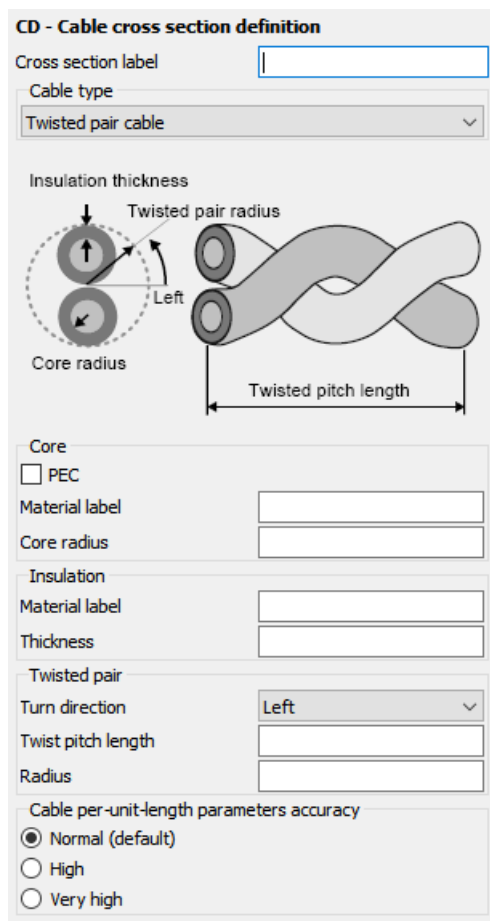 CD - Cable cross section definition
Cross section label
Cable type
Twisted pair cable
Insulation thickness
Twisted pair radius
Left
Core radius
Twisted pitch length
Core
PEC
Material label
Core radius
Insulation
Material label
Thickness
Twisted pair
Turn direction Left
Twist pitch length
Radius
Cable per-unit-length parameters accuracy
Normal (default)
High
Very high